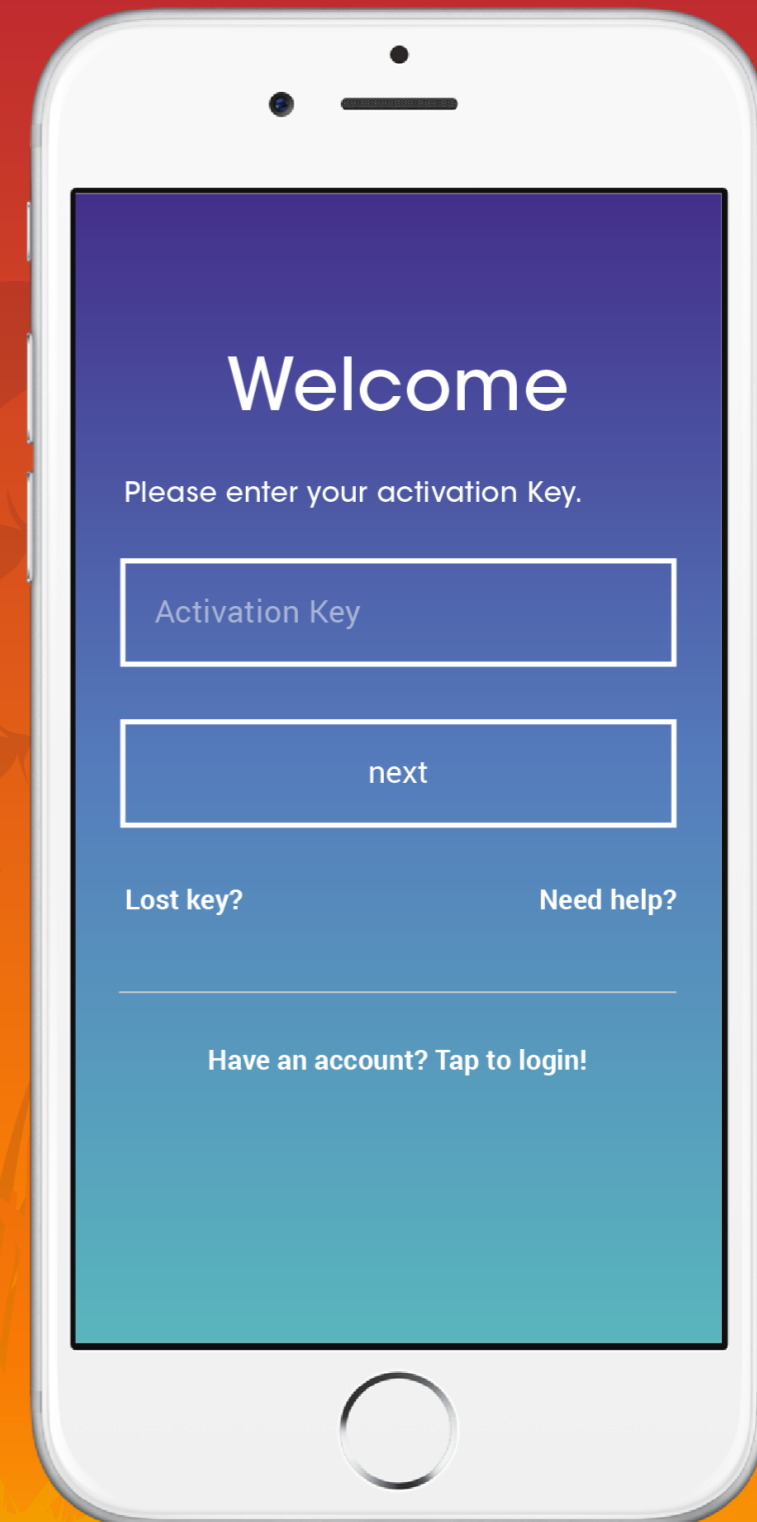 Welcome
Please enter your activation Key.
Activation Key
next
Lost key?
Need help?
Have an account? Tap to login!